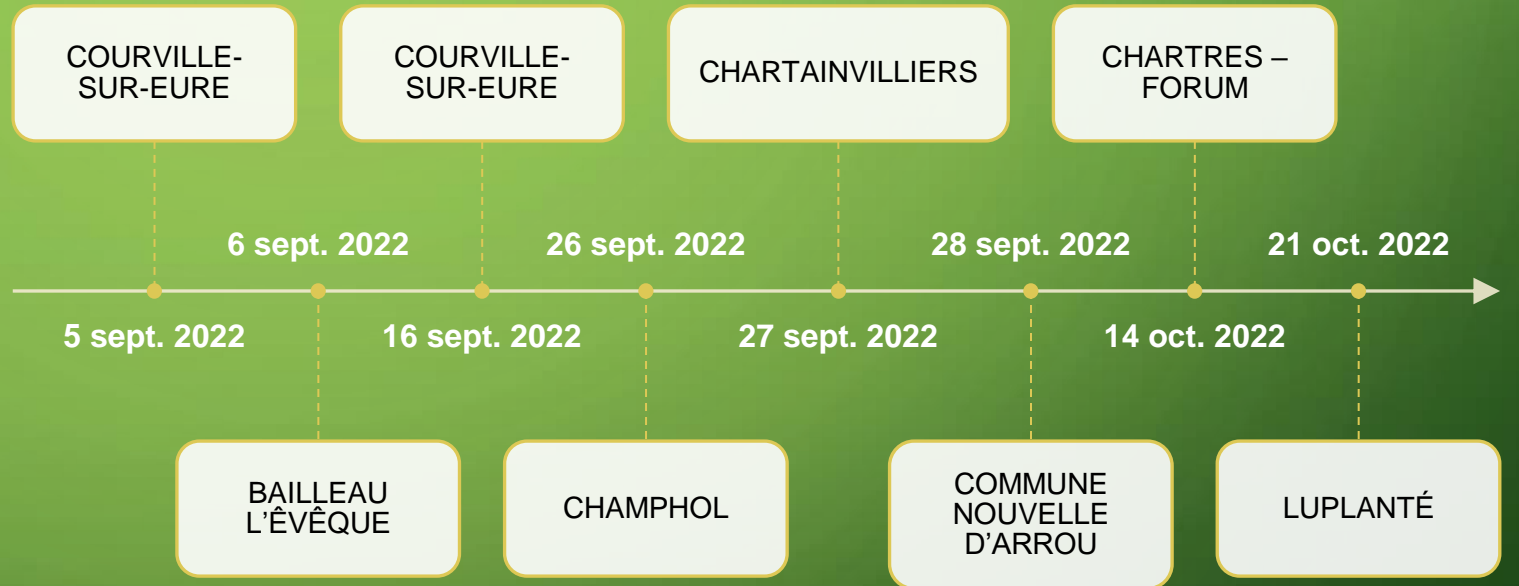 COURVILLE-
SUR-EURE
COURVILLE-
SUR-EURE
CHARTAINVILLIERS
CHARTRES –
FORUM
6 sept. 2022
26 sept. 2022
28 sept. 2022
21 oct. 2022
5 sept. 2022
16 sept. 2022
27 sept. 2022
14 oct. 2022
BAILLEAU
L'ÊVÊQUE
CHAMPHOL
COMMUNE
NOUVELLE
D'ARROU
LUPLANTÉ